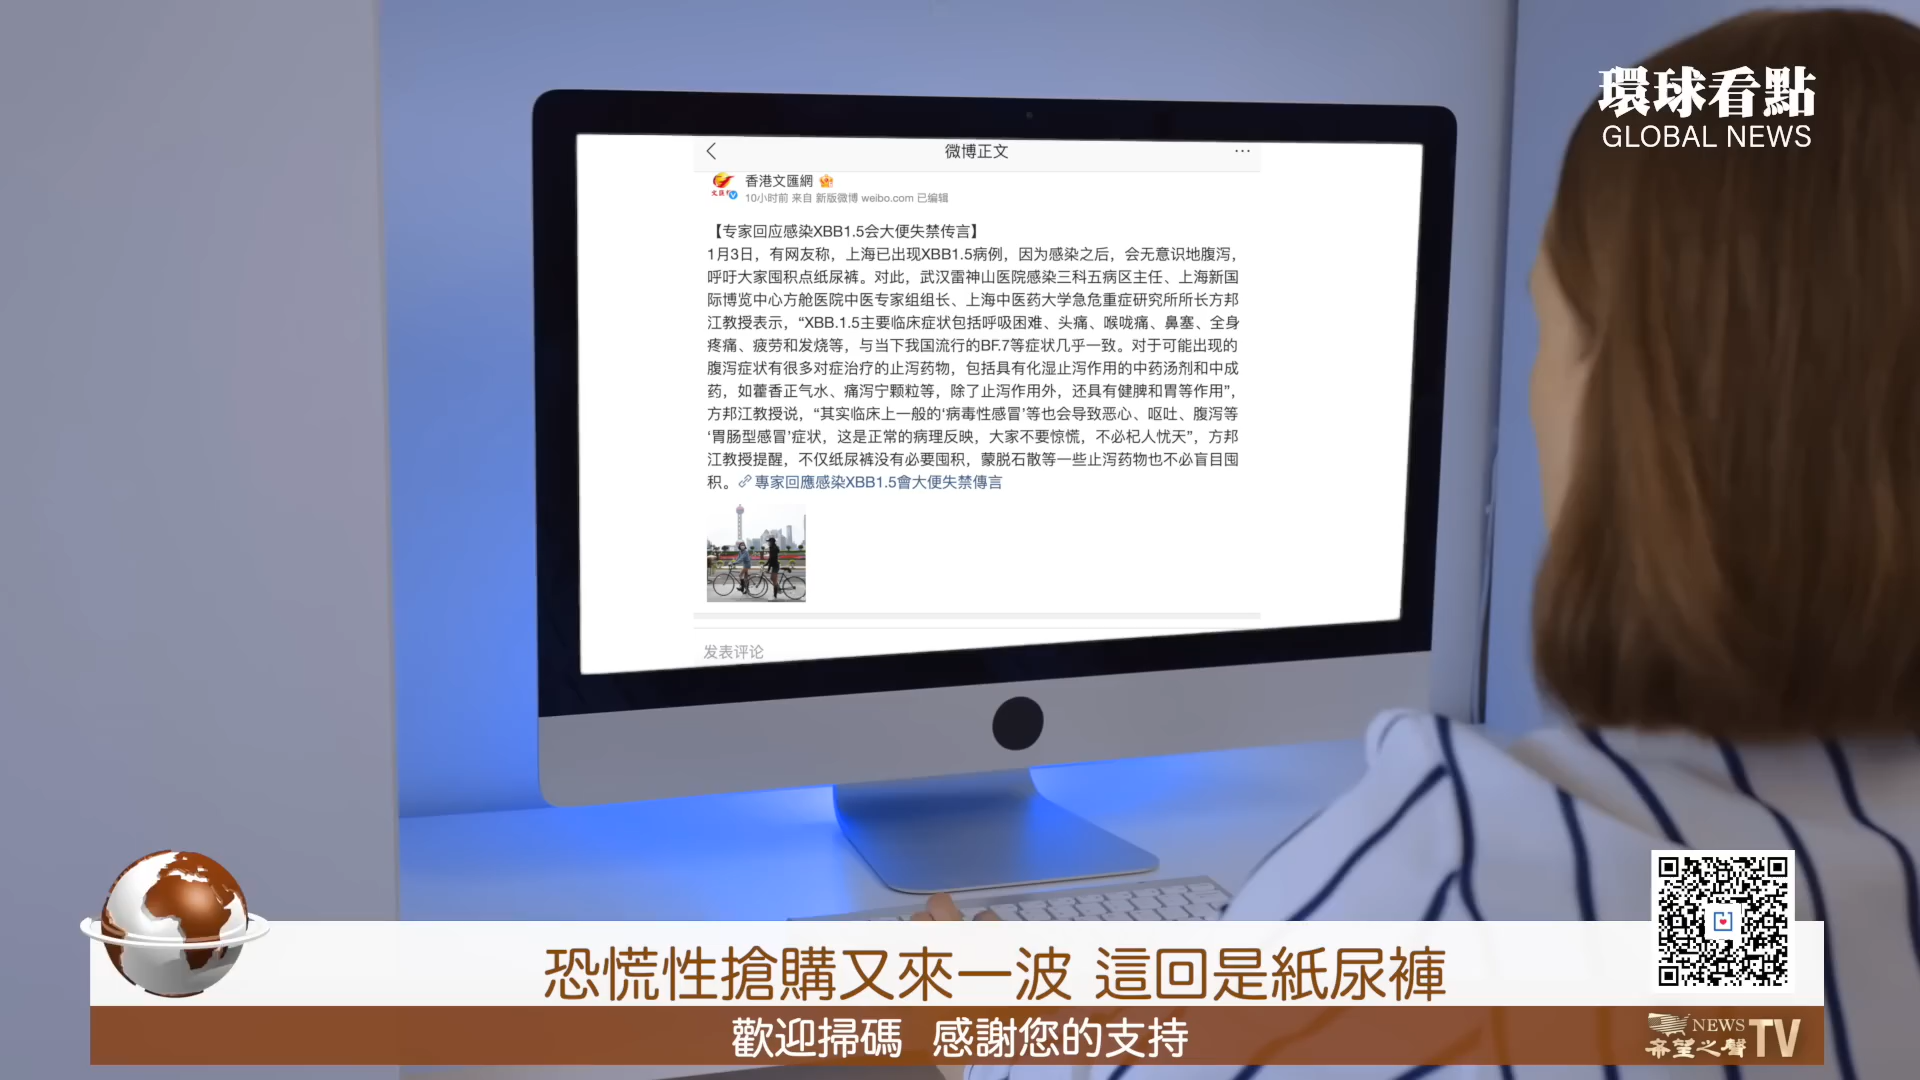 環球看點
GLOBAL NEWS
微博正文
香港文匯網
10小时前 来自 新版微博 weibo.com 已编辑
【专家回应感染XBB1.5会大便失禁传言】
1月3日，有网友称，上海已出现XBB1.5病例，因为感染之后，会无意识地腹泻，
呼吁大家囤积点纸尿裤。对此，武汉雷神山医院感染三科五病区主任、上海新国
际博览中心方舱医院中医专家组组长、上海中医药大学急危重症研究所所长方邦
江教授表示，“XBB.1.5主要临床症状包括呼吸困难、头痛、喉咙痛、鼻塞、全身
疼痛、疲劳和发烧等，与当下我国流行的BF.7等症状几乎一致。对于可能出现的
腹泻症状有很多对症治疗的止泻药物，包括具有化湿止泻作用的中药汤剂和中成
药，如藿香正气水、痛泻宁颗粒等，除了止泻作用外，还具有健脾和胃等作用”，
方邦江教授说，“其实临床上一般的‘病毒性感冒’等也会导致恶心、呕吐、腹泻等
‘胃肠型感冒’症状，这是正常的病理反映，大家不要惊慌，不必杞人忧天”，方邦
江教授提醒，不仅纸尿裤没有必要囤积，蒙脱石散等一些止泻药物也不必盲目囤
积。專家回應感染XBB1.5會大便失禁傳言
发表评论
恐慌性搶購又來一波 這回是紙尿褲
歡迎掃碼 感謝您的支持
NEWS
希望之聲TV